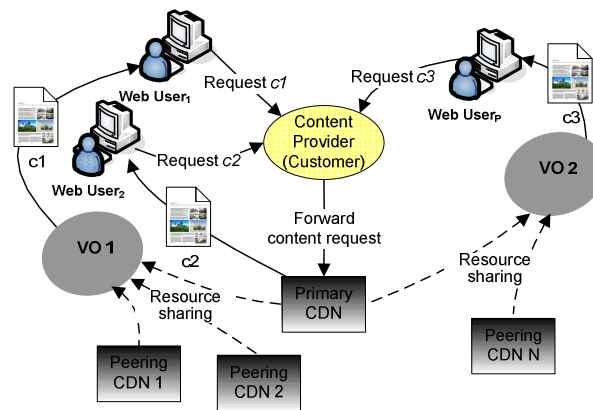 Web User1
Request c1
Request c3
Web UserP
c3
c1
Web User2
Request c2
Content
Provider
(Customer)
VO 2
VO 1
c2
Forward
content request
Resource
sharing
Resource
sharing
Primary
CDN
Peering
CDN 1
Peering
CDN 2
Peering
CDN N